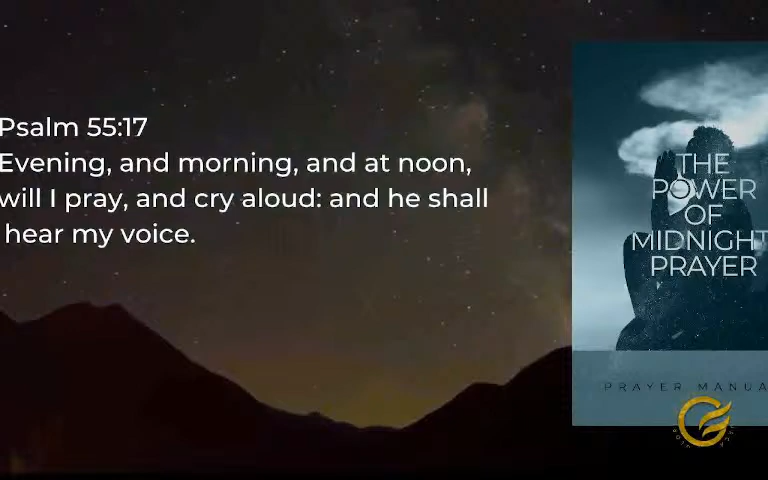 Psalm 55:17
Evening, and morning, and at noon,
will I pray, and cry aloud: and he shall
hear my voice.
THE
POWER
OF
MIDNIGHT
PRAYER
PRAYER MANUA